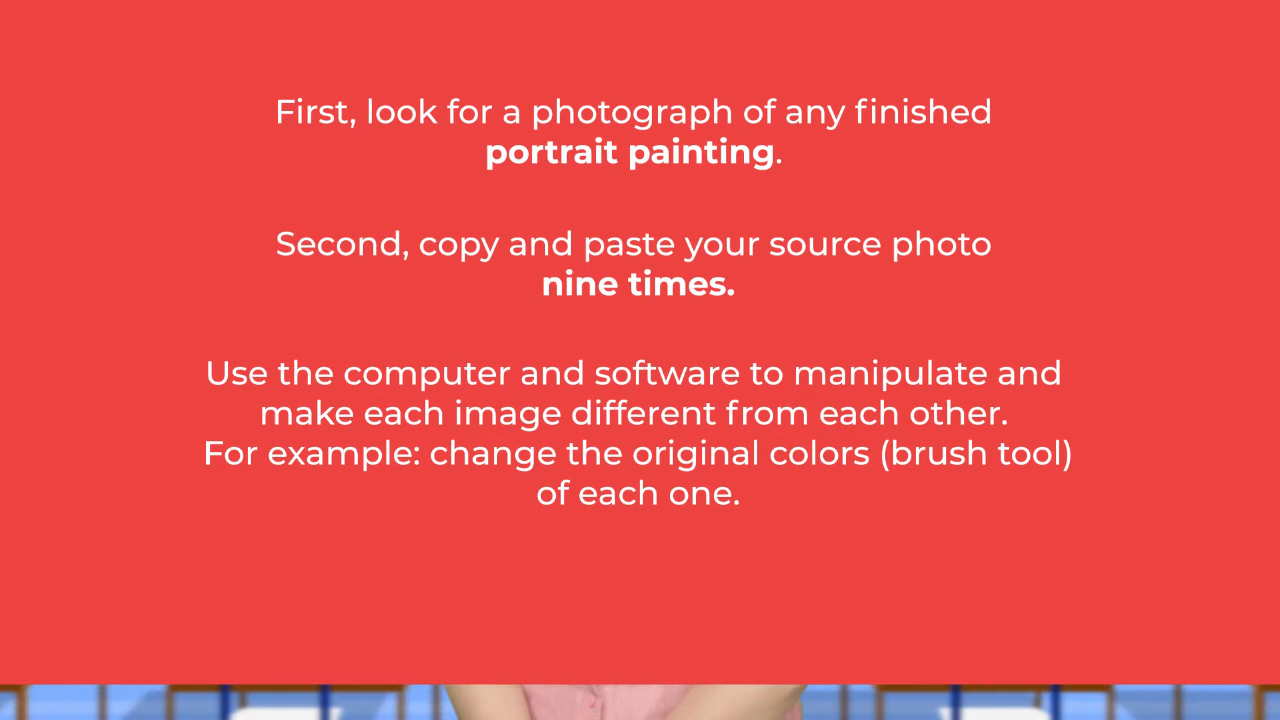 First, look for a photograph of any finished
portrait painting.
Second, copy and paste your source photo
nine times.
Use the computer and software to manipulate and
make each image different from each other.
For example: change the original colors (brush tool)
of each one.